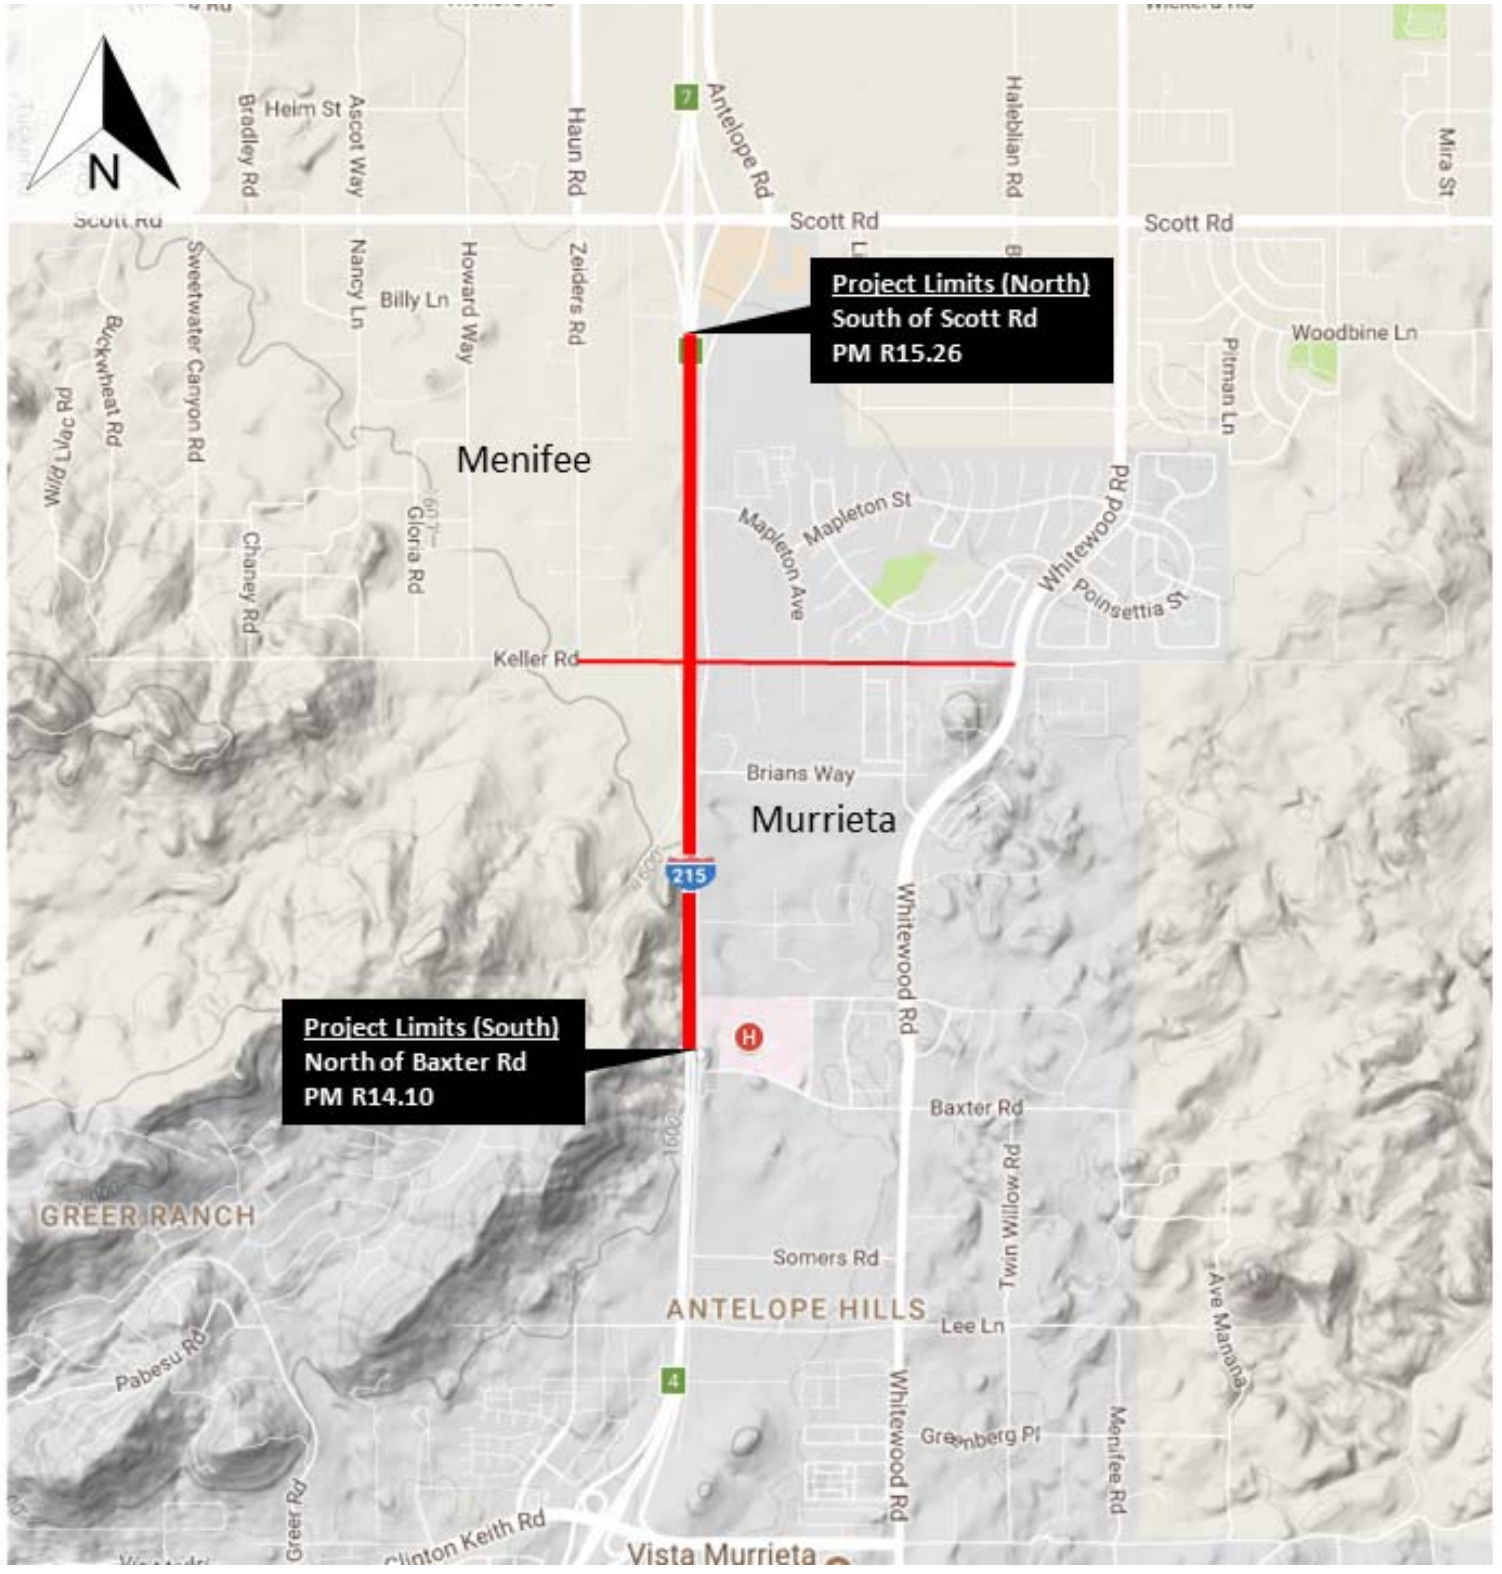 Wickerd Rd
7
Antelope Rd
Heim St
Bradley Rd
Ascot Way
Haun Rd
Haleblian Rd
Mira St
N
Scott Rd
Scott Rd
Scott Rd
Sweetwater Canyon Rd
Nancy Ln
Billy Ln
Howard Way
Zeiders Rd
Project Limits (North)
South of Scott Rd
PM R15.26
Woodbine Ln
Pitman Ln
Buckwheat Rd
Wild Lilac Rd
Menifee
Gloria Rd
Chaney Rd
Mapleton St
Mapleton Ave
Whitewood Rd
Poinsettia St
Keller Rd
Brians Way
Murrieta
215
1600
Whitewood Rd
Project Limits (South)
North of Baxter Rd
PM R14.10
H
Baxter Rd
1600
Twin Willow Rd
GREER RANCH
Somers Rd
ANTELOPE HILLS
Lee Ln
Ave Manana
Pabesu Rd
4
Whitewood Rd
Greenberg Pl
Menifee Rd
Greer Rd
Clinton Keith Rd
Vista Murrieta